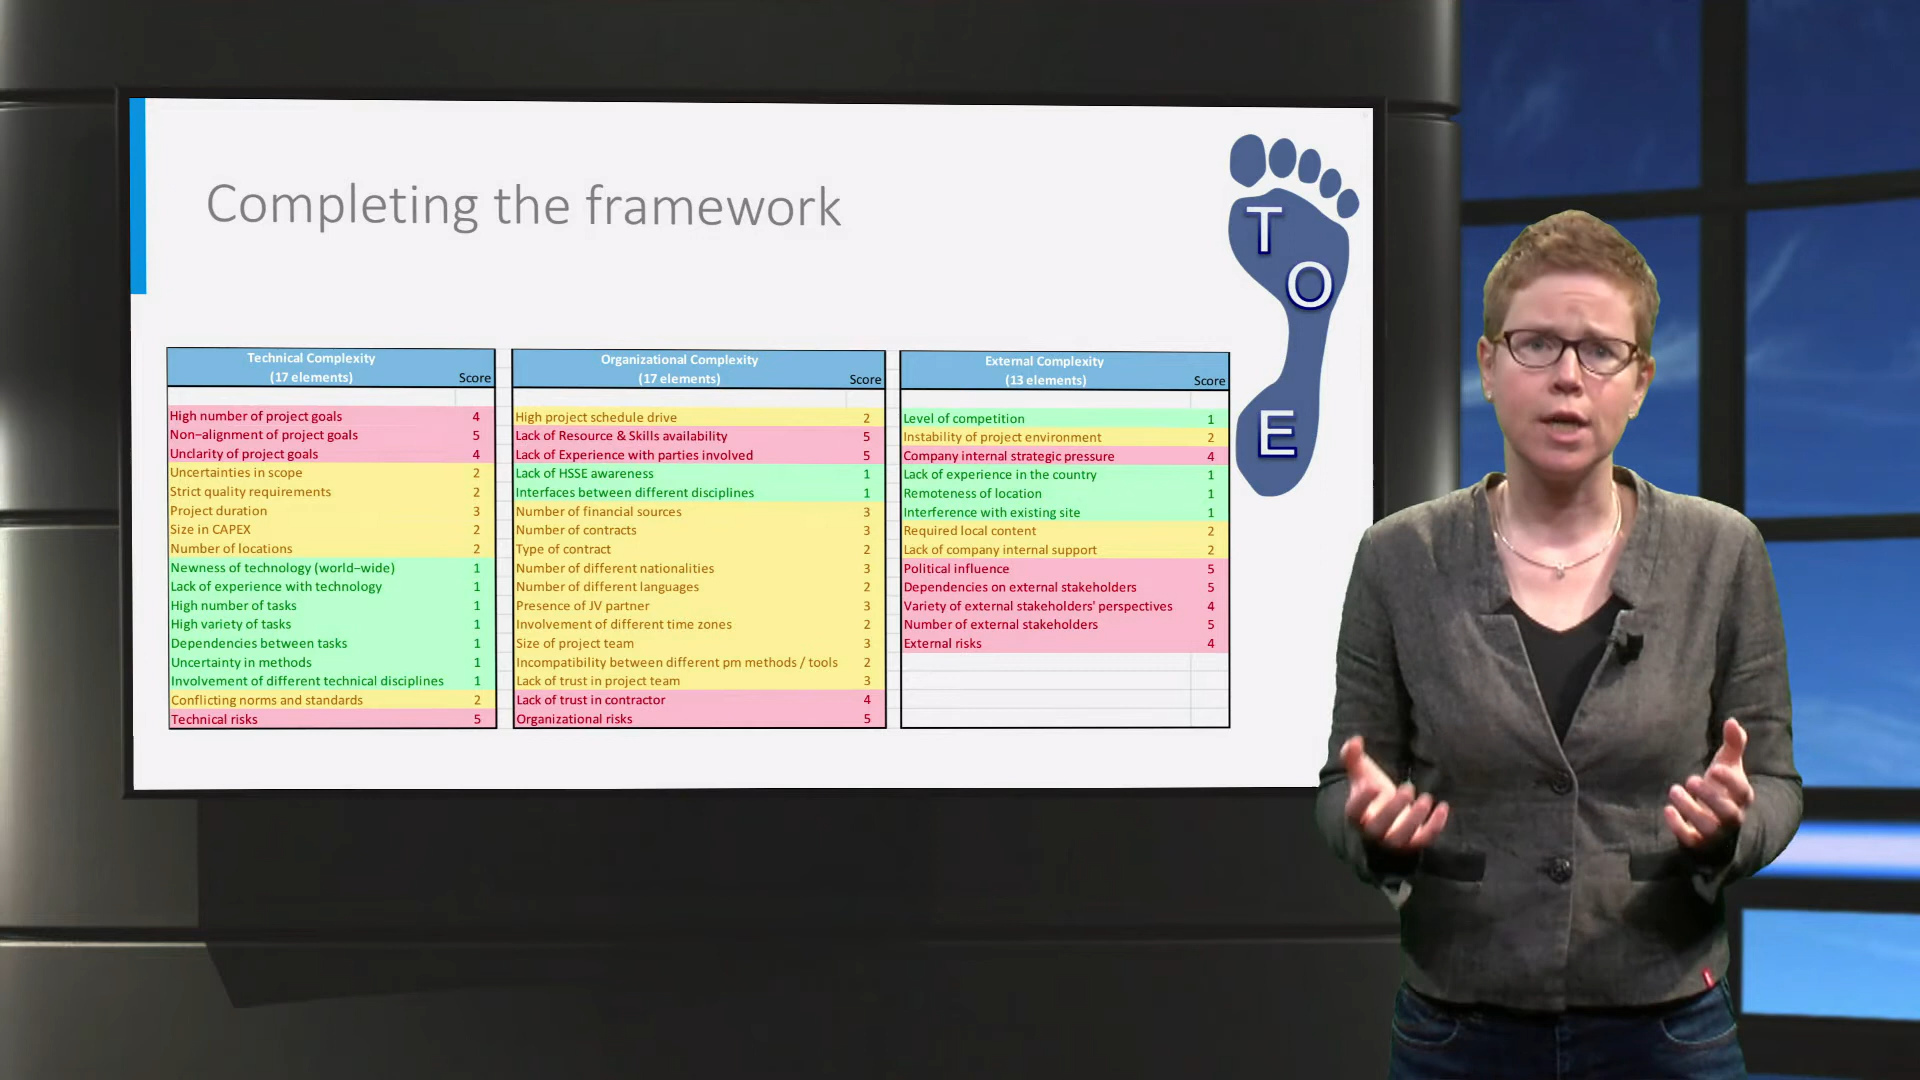 Completing the framework
T
O
E
Technical Complexity
(17 elements) Score
High number of project goals 4
Non-alignment of project goals 5
Unclarity of project goals 4
Uncertainties in scope 2
Strict quality requirements 2
Project duration 3
Size in CAPEX 2
Number of locations 2
Newness of technology (world-wide) 1
Lack of experience with technology 1
High number of tasks 1
High variety of tasks 1
Dependencies between tasks 1
Uncertainty in methods 1
Involvement of different technical disciplines 1
Conflicting norms and standards 2
Technical risks 5
Organizational Complexity
(17 elements) Score
High project schedule drive 2
Lack of Resource & Skills availability 5
Lack of Experience with parties involved 5
Lack of HSSE awareness 1
Interfaces between different disciplines 1
Number of financial sources 3
Number of contracts 3
Type of contract 2
Number of different nationalities 3
Number of different languages 2
Presence of JV partner 3
Involvement of different time zones 2
Size of project team 3
Incompatibility between different pm methods / tools 2
Lack of trust in project team 3
Lack of trust in contractor 4
Organizational risks 5
External Complexity
(13 elements) Score
Level of competition 1
Instability of project environment 2
Company internal strategic pressure 4
Lack of experience in the country 1
Remoteness of location 1
Interference with existing site 1
Required local content 2
Lack of company internal support 2
Political influence 5
Dependencies on external stakeholders 5
Variety of external stakeholders' perspectives 4
Number of external stakeholders 5
External risks 4